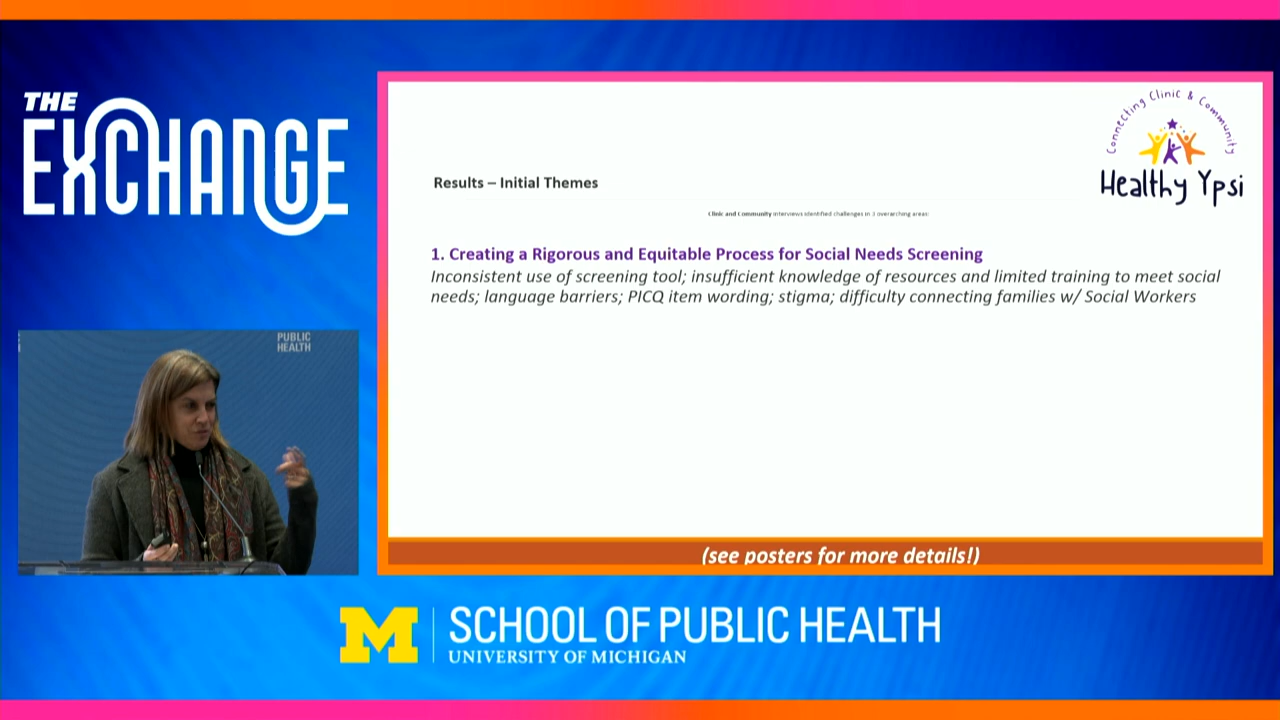 THE
EXCHANGE
Connecting Clinic & Community
Healthy Ypsi
Results – Initial Themes
Clinic and Community interviews identified challenges in 3 overarching areas:
1. Creating a Rigorous and Equitable Process for Social Needs Screening
Inconsistent use of screening tool; insufficient knowledge of resources and limited training to meet social
needs; language barriers; PICQ item wording; stigma; difficulty connecting families w/ Social Workers
(see posters for more details!)
PUBLIC
HEALTH
M
SCHOOL OF PUBLIC HEALTH
UNIVERSITY OF MICHIGAN